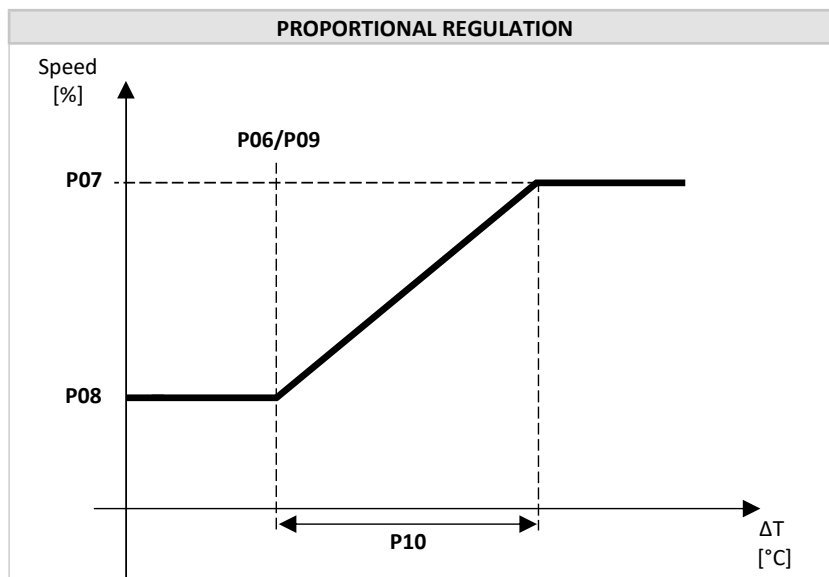 PROPORTIONAL REGULATION
Speed
[%]
P06/P09
P07
P08
P10
ΔT
[°C]